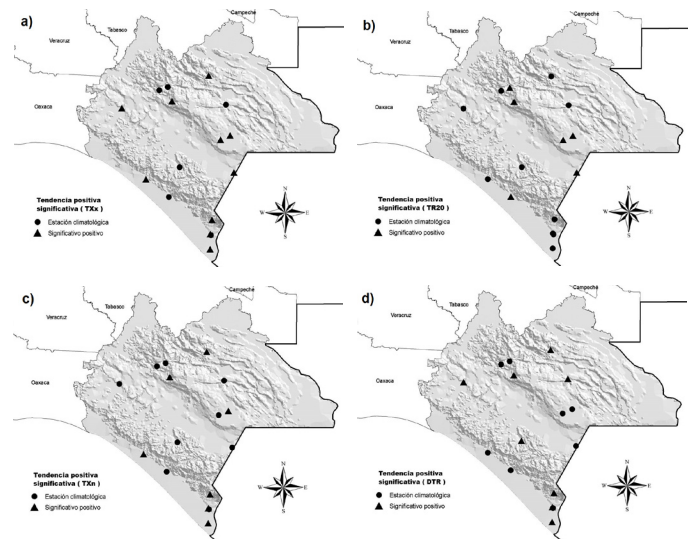 a)
Campeche
Tabasco
Veracruz
Oaxaca
Tendencia positiva
significativa ( TXx )
Estación climatológica
Significativo positivo
N
W E
S
b)
Campeche
Tabasco
Veracruz
Oaxaca
Tendencia positiva
significativa ( TR20 )
Estación climatológica
Significativo positivo
N
W E
S
c)
Campeche
Tabasco
Veracruz
Oaxaca
Tendencia positiva
significativa ( TXn )
Estación climatológica
Significativo positivo
N
W E
S
d)
Campeche
Tabasco
Veracruz
Oaxaca
Tendencia positiva
significativa ( DTR )
Estación climatológica
Significativo positivo
N
W E
S